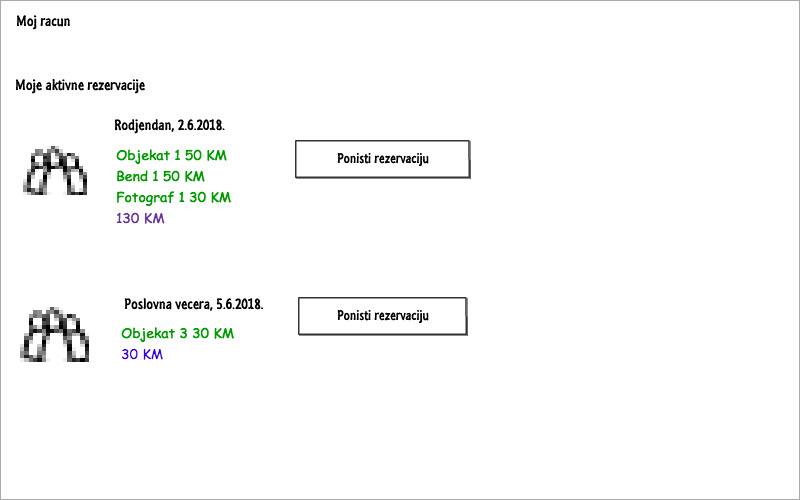 Moj racun
Moje aktivne rezervacije
Rodjendan, 2.6.2018.
Objekat 1 50 KM
Bend 1 50 KM
Fotograf 1 30 KM
130 KM
Ponisti rezervaciju
Poslovna vecera, 5.6.2018.
Objekat 3 30 KM
30 KM
Ponisti rezervaciju